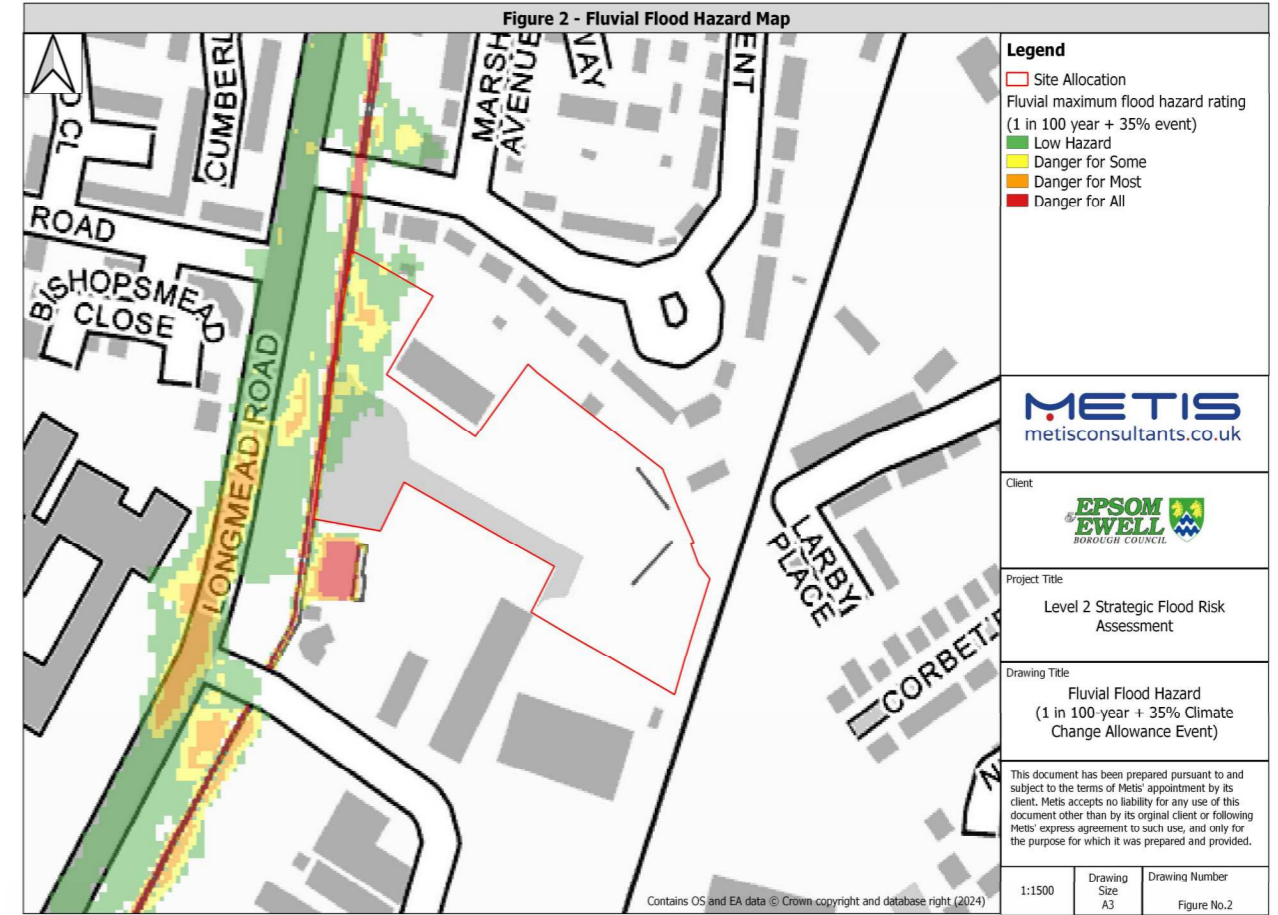 Figure 2 - Fluvial Flood Hazard Map
CUMBERL
MARSH
AVENUE
WAY
ENT
D CL
ROAD
BISHOPSMEAD
CLOSE
LONGMEAD ROAD
LARBY
PLACE
CORBET
N
Contains OS and EA data © Crown copyright and database right (2024)
Legend
Site Allocation
Fluvial maximum flood hazard rating
(1 in 100 year + 35% event)
Low Hazard
Danger for Some
Danger for Most
Danger for All
METIS
metisconsultants.co.uk
Client
EPSOM
& EWELL
BOROUGH COUNCIL
Project Title
Level 2 Strategic Flood Risk
Assessment
Drawing Title
Fluvial Flood Hazard
(1 in 100-year + 35% Climate
Change Allowance Event)
This document has been prepared pursuant to and
subject to the terms of Metis' appointment by its
client. Metis accepts no liability for any use of this
document other than by its orginal client or following
Metis' express agreement to such use, and only for
the purpose for which it was prepared and provided.
1:1500
Drawing
Size
A3
Drawing Number
Figure No.2